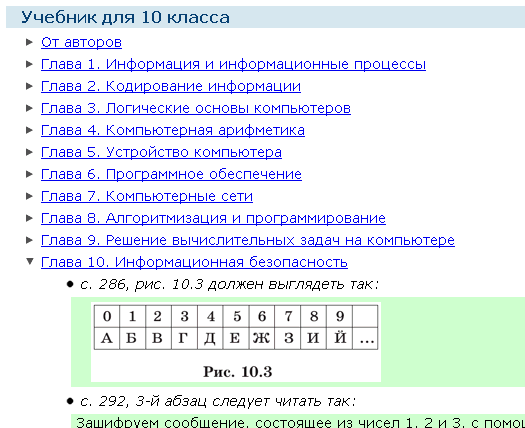 Учебник для 10 класса
От авторов
Глава 1. Информация и информационные процессы
Глава 2. Кодирование информации
Глава 3. Логические основы компьютеров
Глава 4. Компьютерная арифметика
Глава 5. Устройство компьютера
Глава 6. Программное обеспечение
Глава 7. Компьютерные сети
Глава 8. Алгоритмизация и программирование
Глава 9. Решение вычислительных задач на компьютере
Глава 10. Информационная безопасность
с. 286, рис. 10.3 должен выглядеть так:
0 1 2 3 4 5 6 7 8 9
А Б В Г Д Е Ж З И Й ...
Рис. 10.3
с. 292, 3-й абзац следует читать так:
Зашифруем сообщение, состоящее из чисел 1, 2 и 3, с